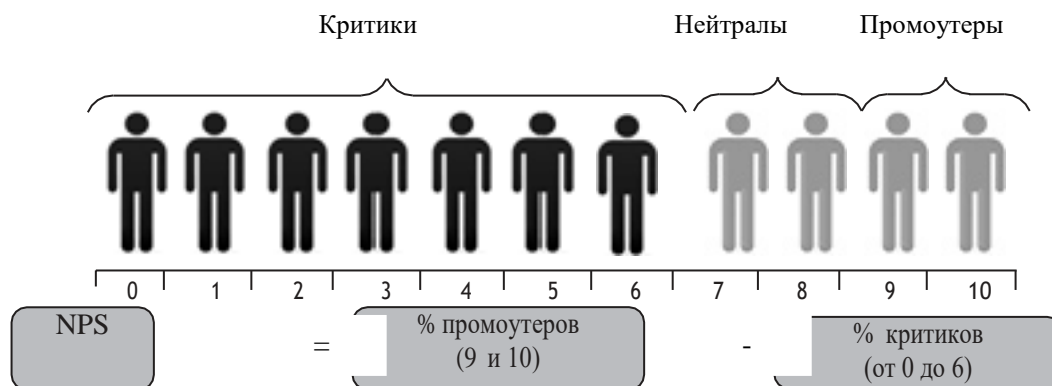 Критики Нейтралы Промоутеры
0 1 2 3 4 5 6 7 8 9 10
NPS = % промоутеров - % критиков
(9 и 10) (от 0 до 6)